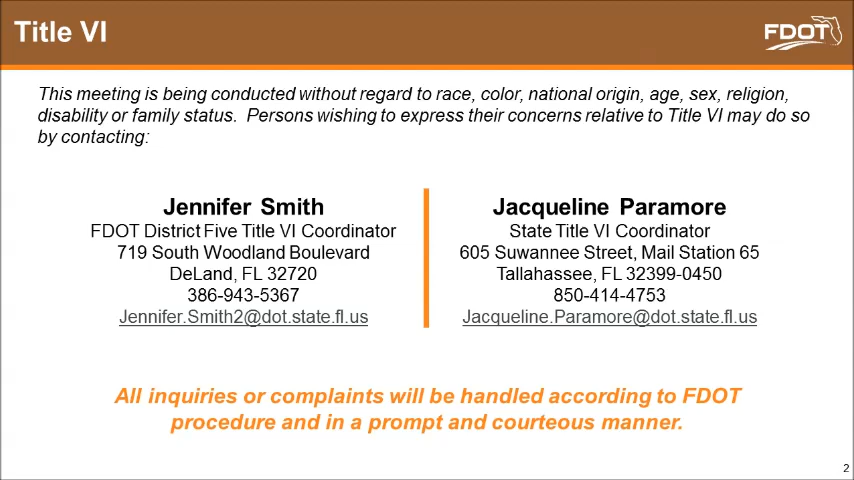 Title VI
FDOT
This meeting is being conducted without regard to race, color, national origin, age, sex, religion,
disability or family status.  Persons wishing to express their concerns relative to Title VI may do so
by contacting:
Jennifer Smith
FDOT District Five Title VI Coordinator
719 South Woodland Boulevard
DeLand, FL 32720
386-943-5367
Jennifer.Smith2@dot.state.fl.us
Jacqueline Paramore
State Title VI Coordinator
605 Suwannee Street, Mail Station 65
Tallahassee, FL 32399-0450
850-414-4753
Jacqueline.Paramore@dot.state.fl.us
All inquiries or complaints will be handled according to FDOT
procedure and in a prompt and courteous manner.
2